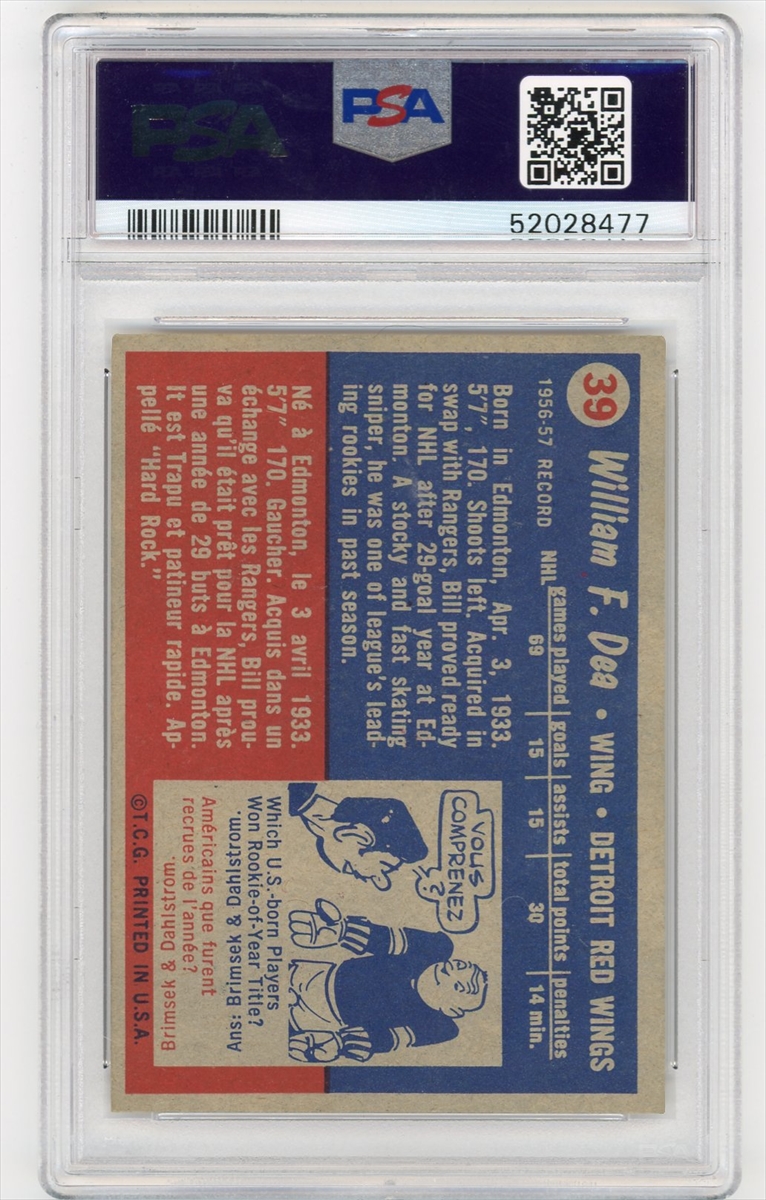 PSA
PSA
52028477
39
William F. Dea • WING • DETROIT RED WINGS
1956-57 RECORD
games played goals assists total points penalties
NHL 69 15 15 30 14 min.
Born in Edmonton, Apr. 3, 1933.
5'7", 170. Shoots left. Acquired in
swap with Rangers, Bill proved ready
for NHL after 29-goal year at Ed-
monton. A stocky and fast skating
sniper, he was one of league's lead-
ing rookies in past season.
Né à Edmonton, le 3 avril 1933.
5'7" 170. Gaucher. Acquis dans un
échange avec les Rangers, Bill prou-
va qu'il était prêt pour la NHL après
une année de 29 buts à Edmonton.
It est Trapu et patineur rapide. Ap-
pellé "Hard Rock."
VOUS
COMPRENEZ
?
Which U.S.-born Players
Won Rookie-of-Year Title?
Ans: Brimsek & Dahlstrom.
Américains que furent
recrues de l'année?
Brimsek & Dahlstrom.
©T.C.G. PRINTED IN U.S.A.